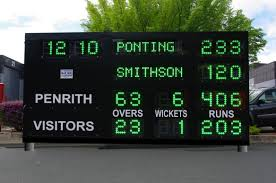 12 10 PONTING 233
SMITHSON 120
PENRITH 63 6 406
OVERS WICKETS RUNS
VISITORS 23 1 203